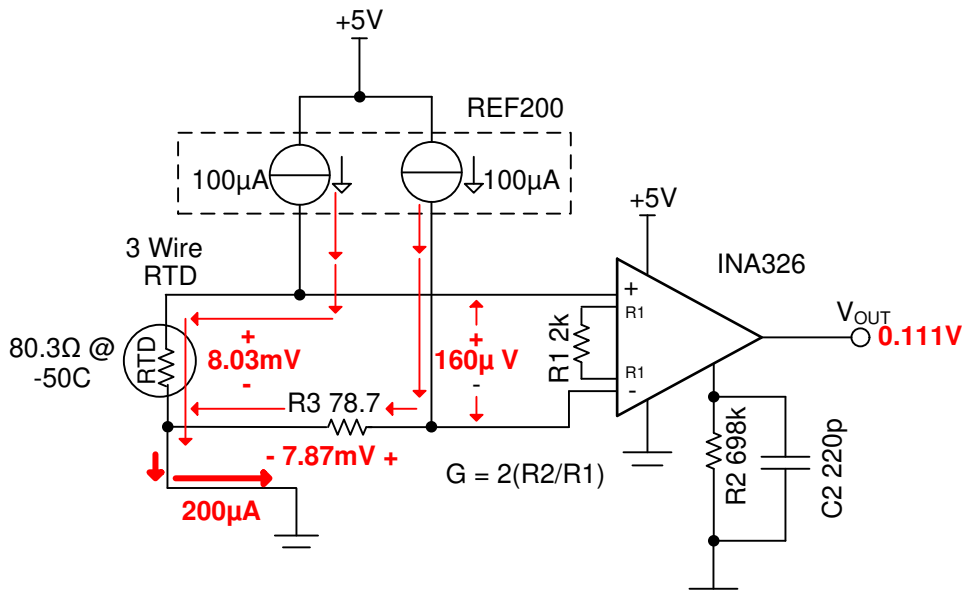 +5V
REF200
100µA
100µA
+5V
3 Wire
RTD
INA326
+
R1
R1 2k
R1
-
V_OUT
0.111V
80.3Ω @
-50C
RTD
+
8.03mV
-
+
160µ V
-
R3 78.7
- 7.87mV +
G = 2(R2/R1)
200µA
R2 698k
C2 220p